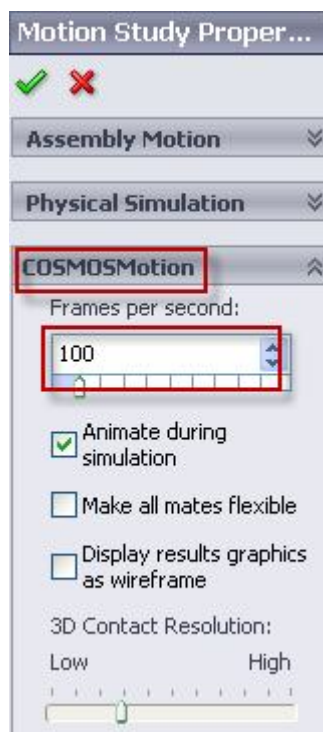 Motion Study Proper...
Assembly Motion
Physical Simulation
COSMOSMotion
Frames per second:
100
Animate during
simulation
Make all mates flexible
Display results graphics
as wireframe
3D Contact Resolution:
Low High